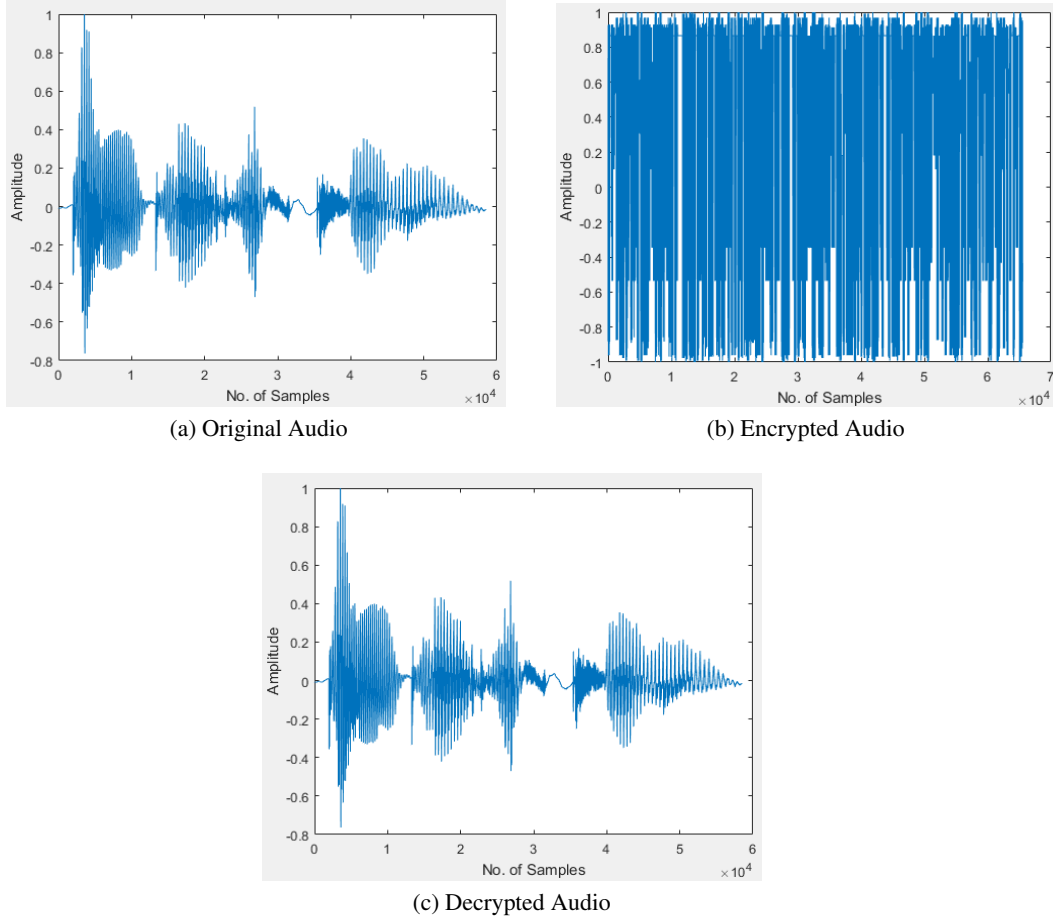 1
0.8
0.6
0.4
0.2
0
-0.2
-0.4
-0.6
-0.8
Amplitude
0 1 2 3 4 5 6
No. of Samples
×10^4
(a) Original Audio
1
0.8
0.6
0.4
0.2
0
-0.2
-0.4
-0.6
-0.8
-1
Amplitude
0 1 2 3 4 5 6 70
No. of Samples
×10^4
(b) Encrypted Audio
1
0.8
0.6
0.4
0.2
0
-0.2
-0.4
-0.6
-0.8
Amplitude
0 1 2 3 4 5 6
No. of Samples
×10^4
(c) Decrypted Audio